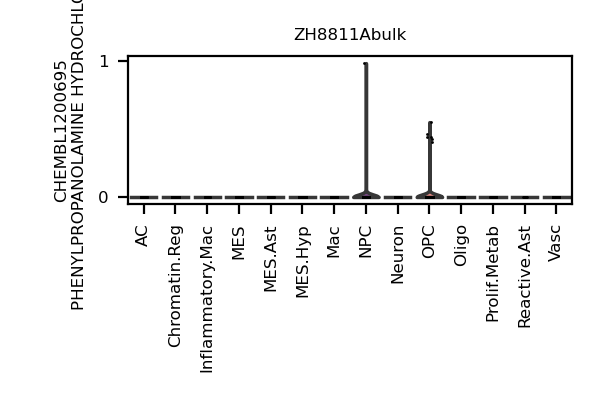 ZH8811Abulk
CHEMBL1200695
PHENYLPROPANOLAMINE
1
0
AC
Chromatin.Reg
Inflammatory.Mac
MES
MES.Ast
MES.Hyp
Mac
NPC
Neuron
OPC
Oligo
Prolif.Metab
Reactive.Ast
Vasc